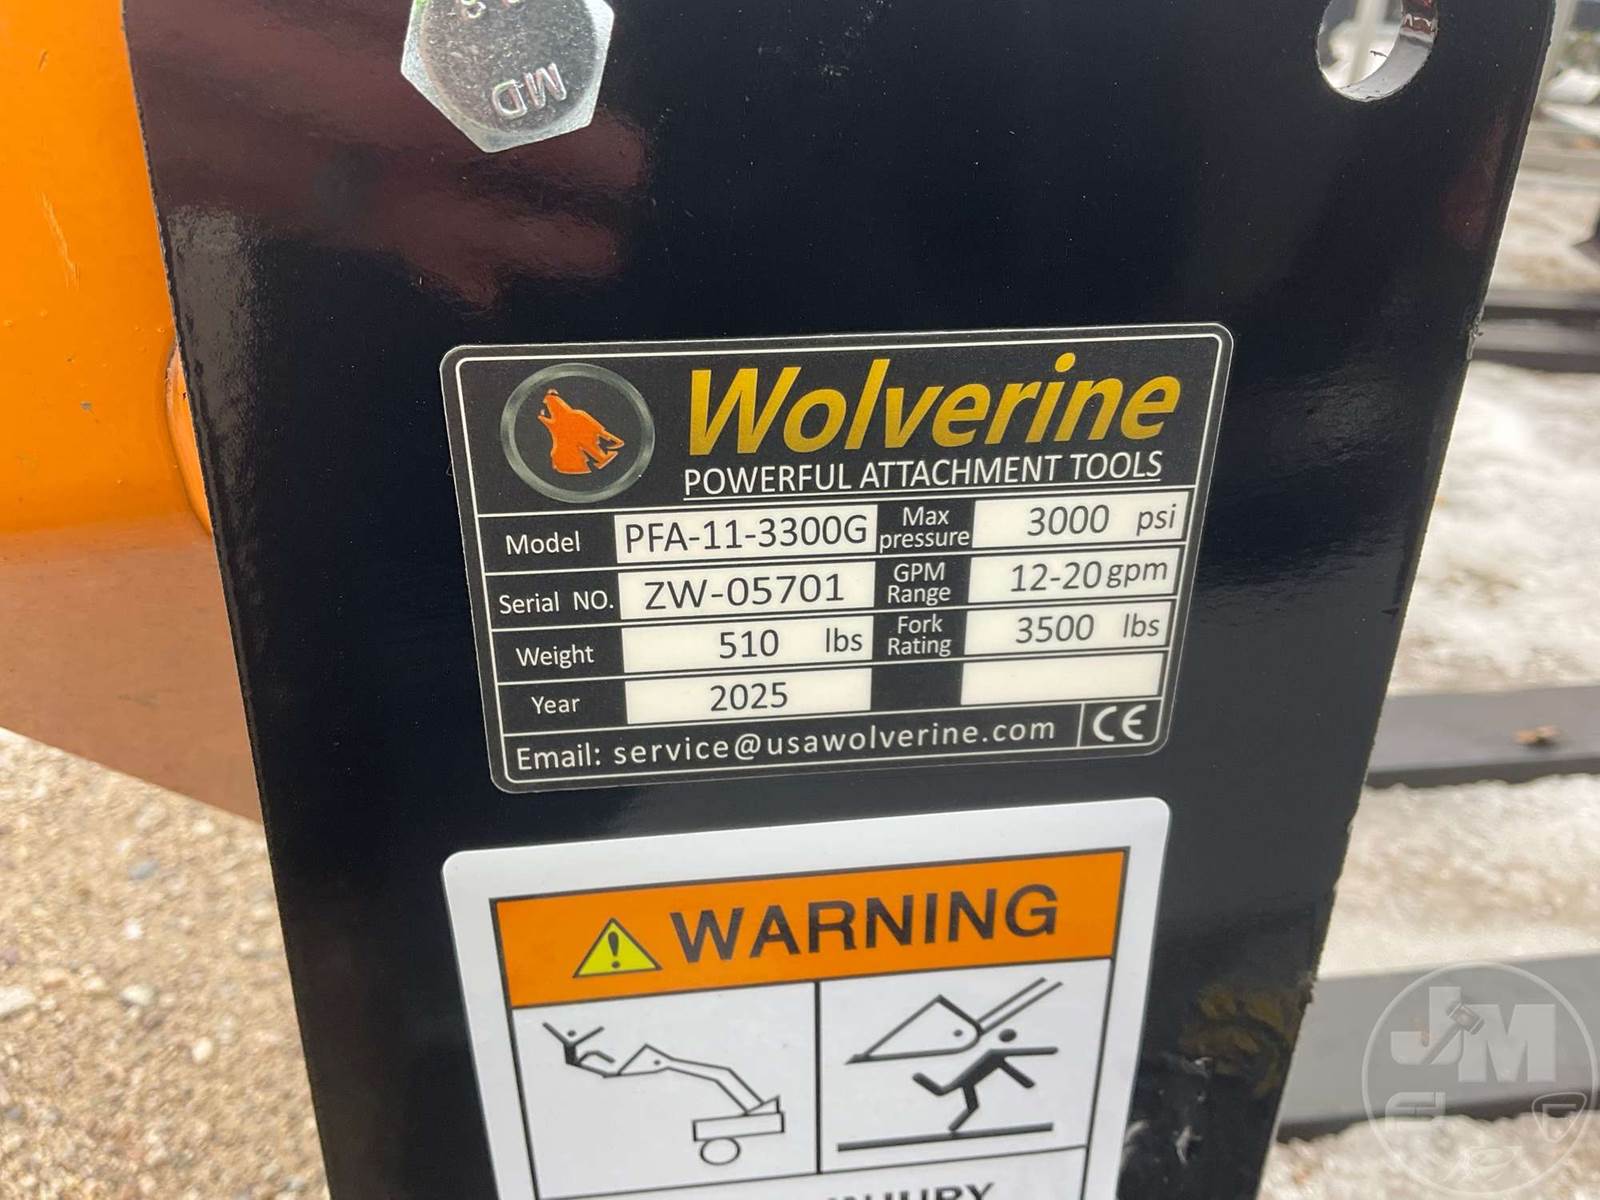 MD
Wolverine
POWERFUL ATTACHMENT TOOLS
Model PFA-11-3300G Max pressure 3000 psi
Serial NO. ZW-05701 GPM Range 12-20 gpm
Weight 510 lbs Fork Rating 3500 lbs
Year 2025
Email: service@usawolverine.com CE
WARNING
JM